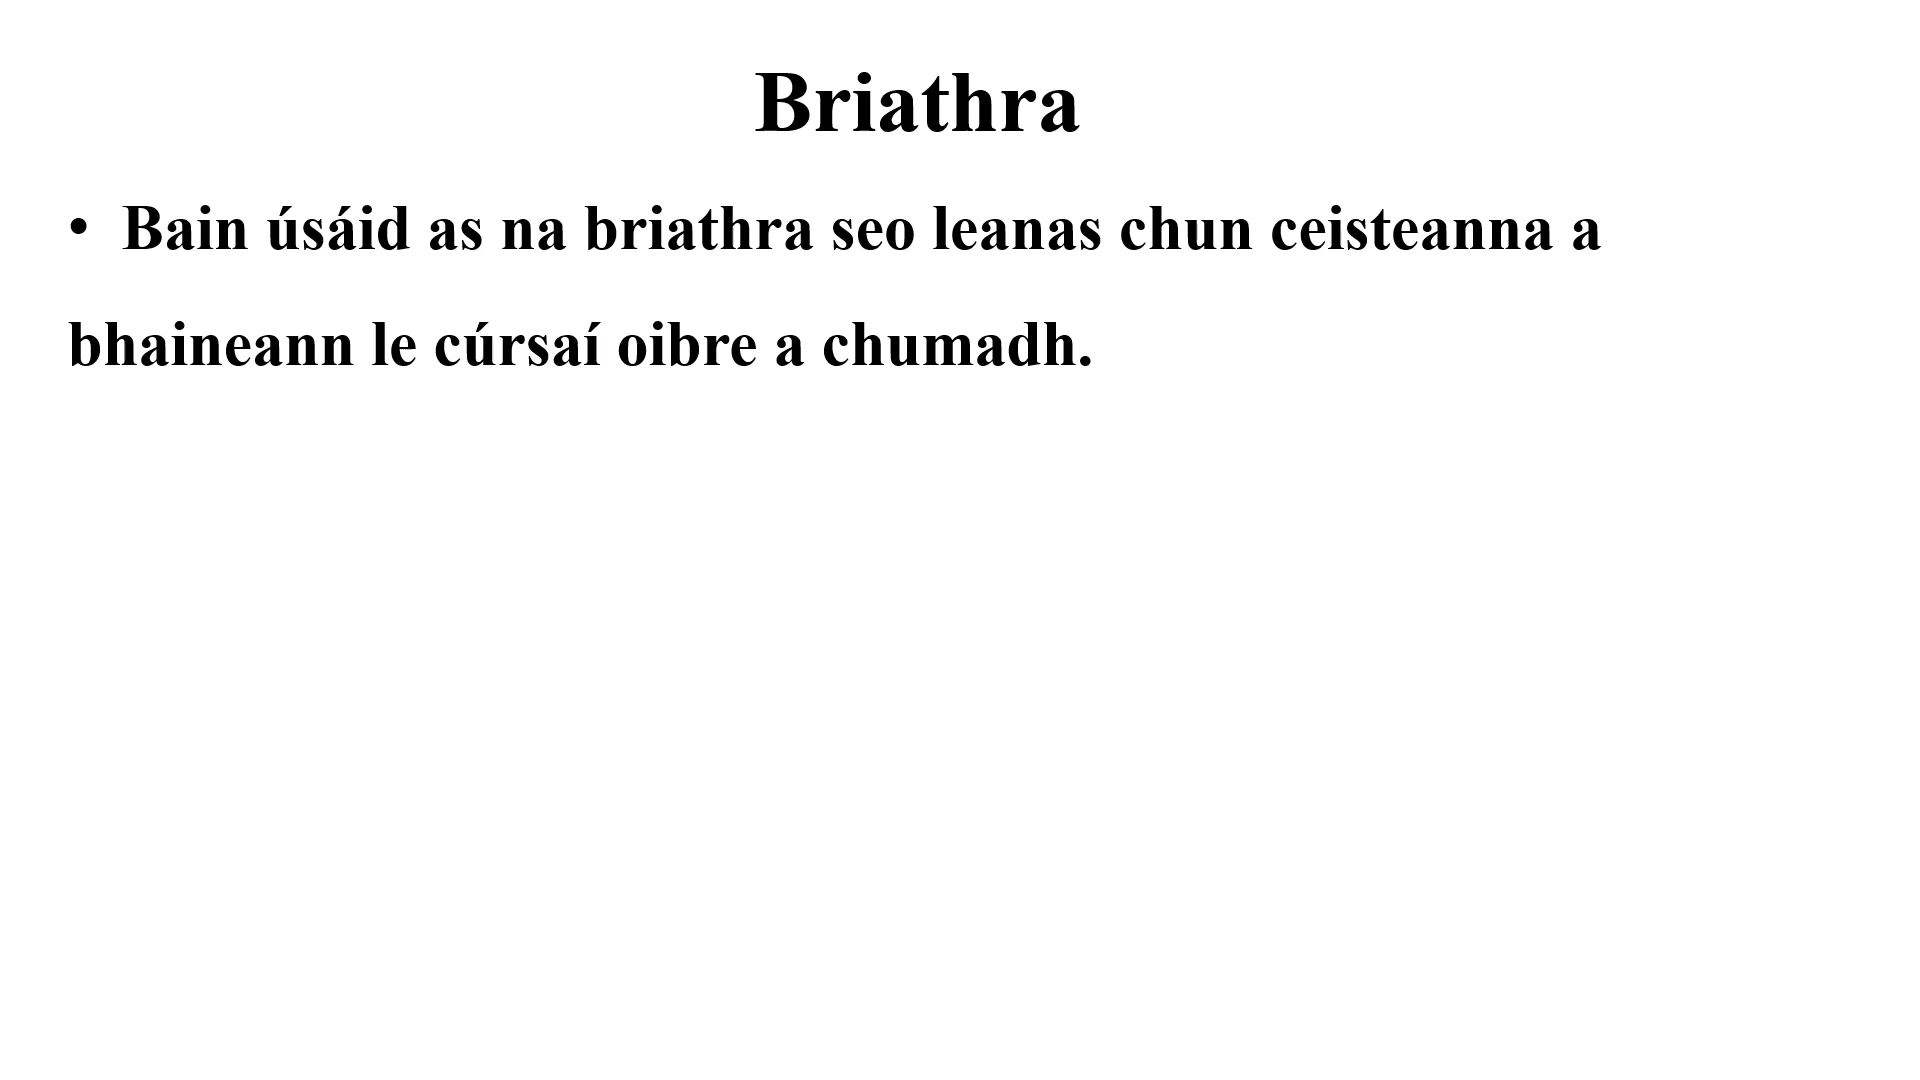 Briathra
• Bain úsáid as na briathra seo leanas chun ceisteanna a
bhaineann le cúrsaí oibre a chumadh.